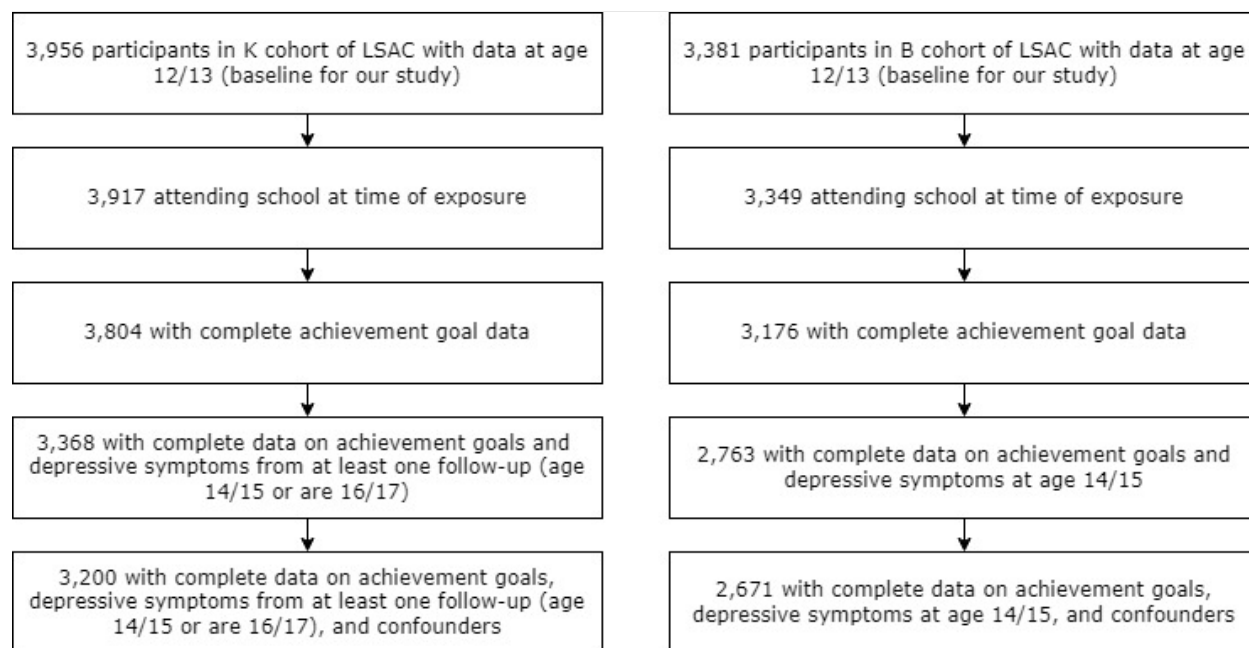 3,956 participants in K cohort of LSAC with data at age
12/13 (baseline for our study)
3,917 attending school at time of exposure
3,804 with complete achievement goal data
3,368 with complete data on achievement goals and
depressive symptoms from at least one follow-up (age
14/15 or are 16/17)
3,200 with complete data on achievement goals,
depressive symptoms from at least one follow-up (age
14/15 or are 16/17), and confounders
3,381 participants in B cohort of LSAC with data at age
12/13 (baseline for our study)
3,349 attending school at time of exposure
3,176 with complete achievement goal data
2,763 with complete data on achievement goals and
depressive symptoms at age 14/15
2,671 with complete data on achievement goals,
depressive symptoms at age 14/15, and confounders